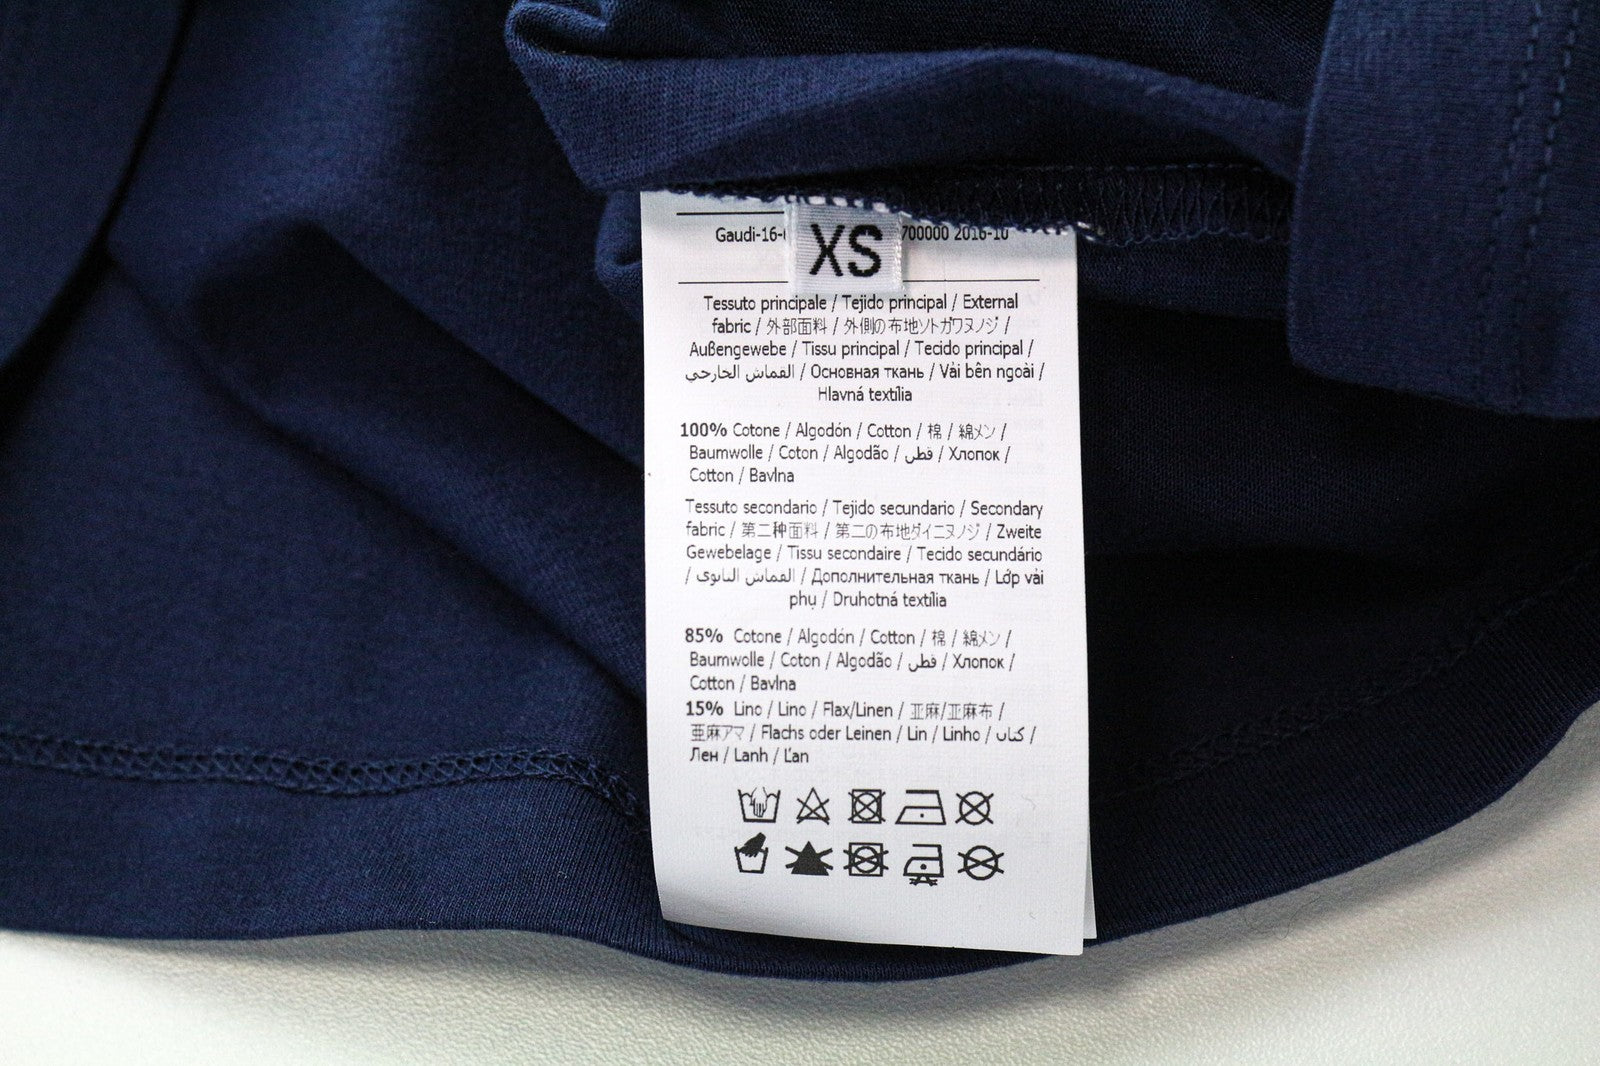 Gaudi-16- XS 700000 2016-10
Tessuto principale / Tejido principal / External
fabric / 外部面料 / 外側の布地ソトガワヌノジ /
Außengewebe / Tissu principal / Tecido principal /
القماش الخارجي / Основная ткань / Vải bên ngoài /
Hlavná textília
100% Cotone / Algodón / Cotton / 棉 / 綿メン /
Baumwolle / Coton / Algodão / قطن / Хлопок /
Cotton / Bavlna
Tessuto secondario / Tejido secundario / Secondary
fabric / 第二种面料 / 第二の布地ダイニヌノジ / Zweite
Gewebelage / Tissu secondaire / Tecido secundário
/ القماش الثانوي / Дополнительная ткань / Lớp vải
phụ / Druhotná textília
85% Cotone / Algodón / Cotton / 棉 / 綿メン /
Baumwolle / Coton / Algodão / قطن / Хлопок /
Cotton / Bavlna
15% Lino / Lino / Flax/Linen / 亚麻/亚麻布 /
亜麻アマ / Flachs oder Leinen / Lin / Linho / كتان /
Лен / Lanh / Ľan